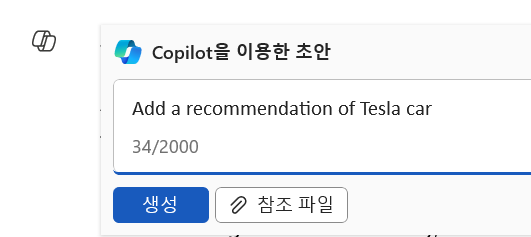 Copilot을 이용한 초안
Add a recommendation of Tesla car
34/2000
생성
참조 파일